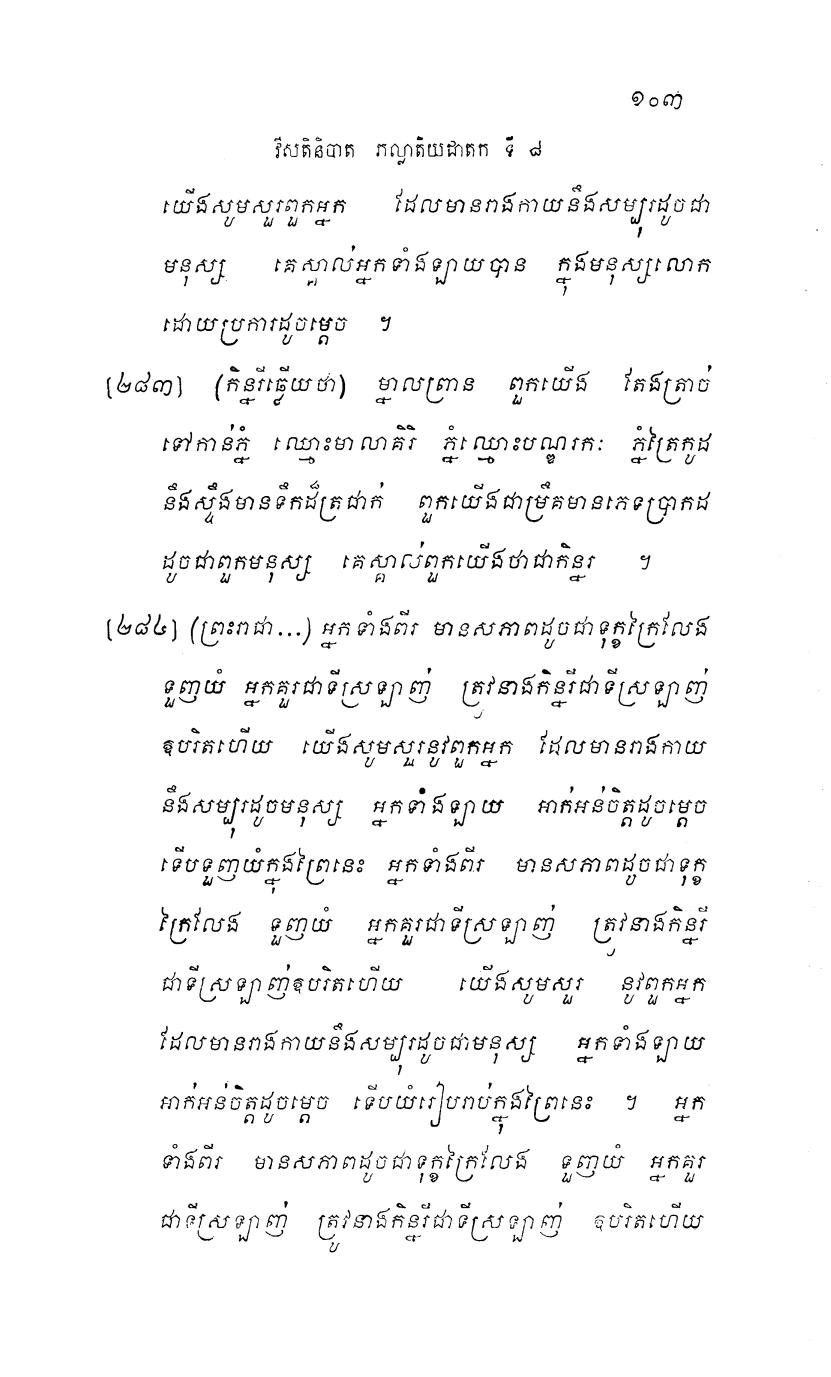 ១០៣
វីសតិនិបាត ភល្លាតិយជាតក ទី ៨
យើងសូមសួរពួកអ្នក ដែលមានរាងកាយនឹងសម្បុរដូចជា
មនុស្ស គេស្គាល់អ្នកទាំងឡាយបាន ក្នុងមនុស្សលោក
ដោយប្រការដូចម្តេច ។
[២៨៣] (កិន្នរីឆ្លើយថា) ម្នាលព្រាន ពួកយើង តែងត្រាច់
ទៅកាន់ភ្នំ ឈ្មោះមាលាគិរិ ភ្នំឈ្មោះបណ្ឌរកៈ ភ្នំត្រៃកូដ
នឹងស្ទឹងមានទឹកដ៏ត្រជាក់ ពួកយើងជាម្រឹគមានភេទប្រាកដ
ដូចជាពួកមនុស្ស គេស្គាល់ពួកយើងថាជាកិន្នរ ។
[២៨៤] (ព្រះរាជា...) អ្នកទាំងពីរ មានសភាពដូចជាទុក្ខក្រៃលែង
ទួញយំ អ្នកគួរជាទីស្រឡាញ់ ត្រូវនាងកិន្នរីជាទីស្រឡាញ់
ឱបរិតហើយ យើងសូមសួរនូវពួកអ្នក ដែលមានរាងកាយ
នឹងសម្បុរដូចមនុស្ស អ្នកទាំងឡាយ អាក់អន់ចិត្តដូចម្តេច
ទើបទួញយំក្នុងព្រៃនេះ អ្នកទាំងពីរ មានសភាពដូចជាទុក្ខ
ក្រៃលែង ទួញយំ អ្នកគួរជាទីស្រឡាញ់ ត្រូវនាងកិន្នរី
ជាទីស្រឡាញ់ឱបរិតហើយ យើងសូមសួរ នូវពួកអ្នក
ដែលមានរាងកាយនឹងសម្បុរដូចជាមនុស្ស អ្នកទាំងឡាយ
អាក់អន់ចិត្តដូចម្តេច ទើបយំរៀបរាប់ក្នុងព្រៃនេះ ។ អ្នក
ទាំងពីរ មានសភាពដូចជាទុក្ខក្រៃលែង ទួញយំ អ្នកគួរ
ជាទីស្រឡាញ់ ត្រូវនាងកិន្នរីជាទីស្រឡាញ់ ឱបរិតហើយ